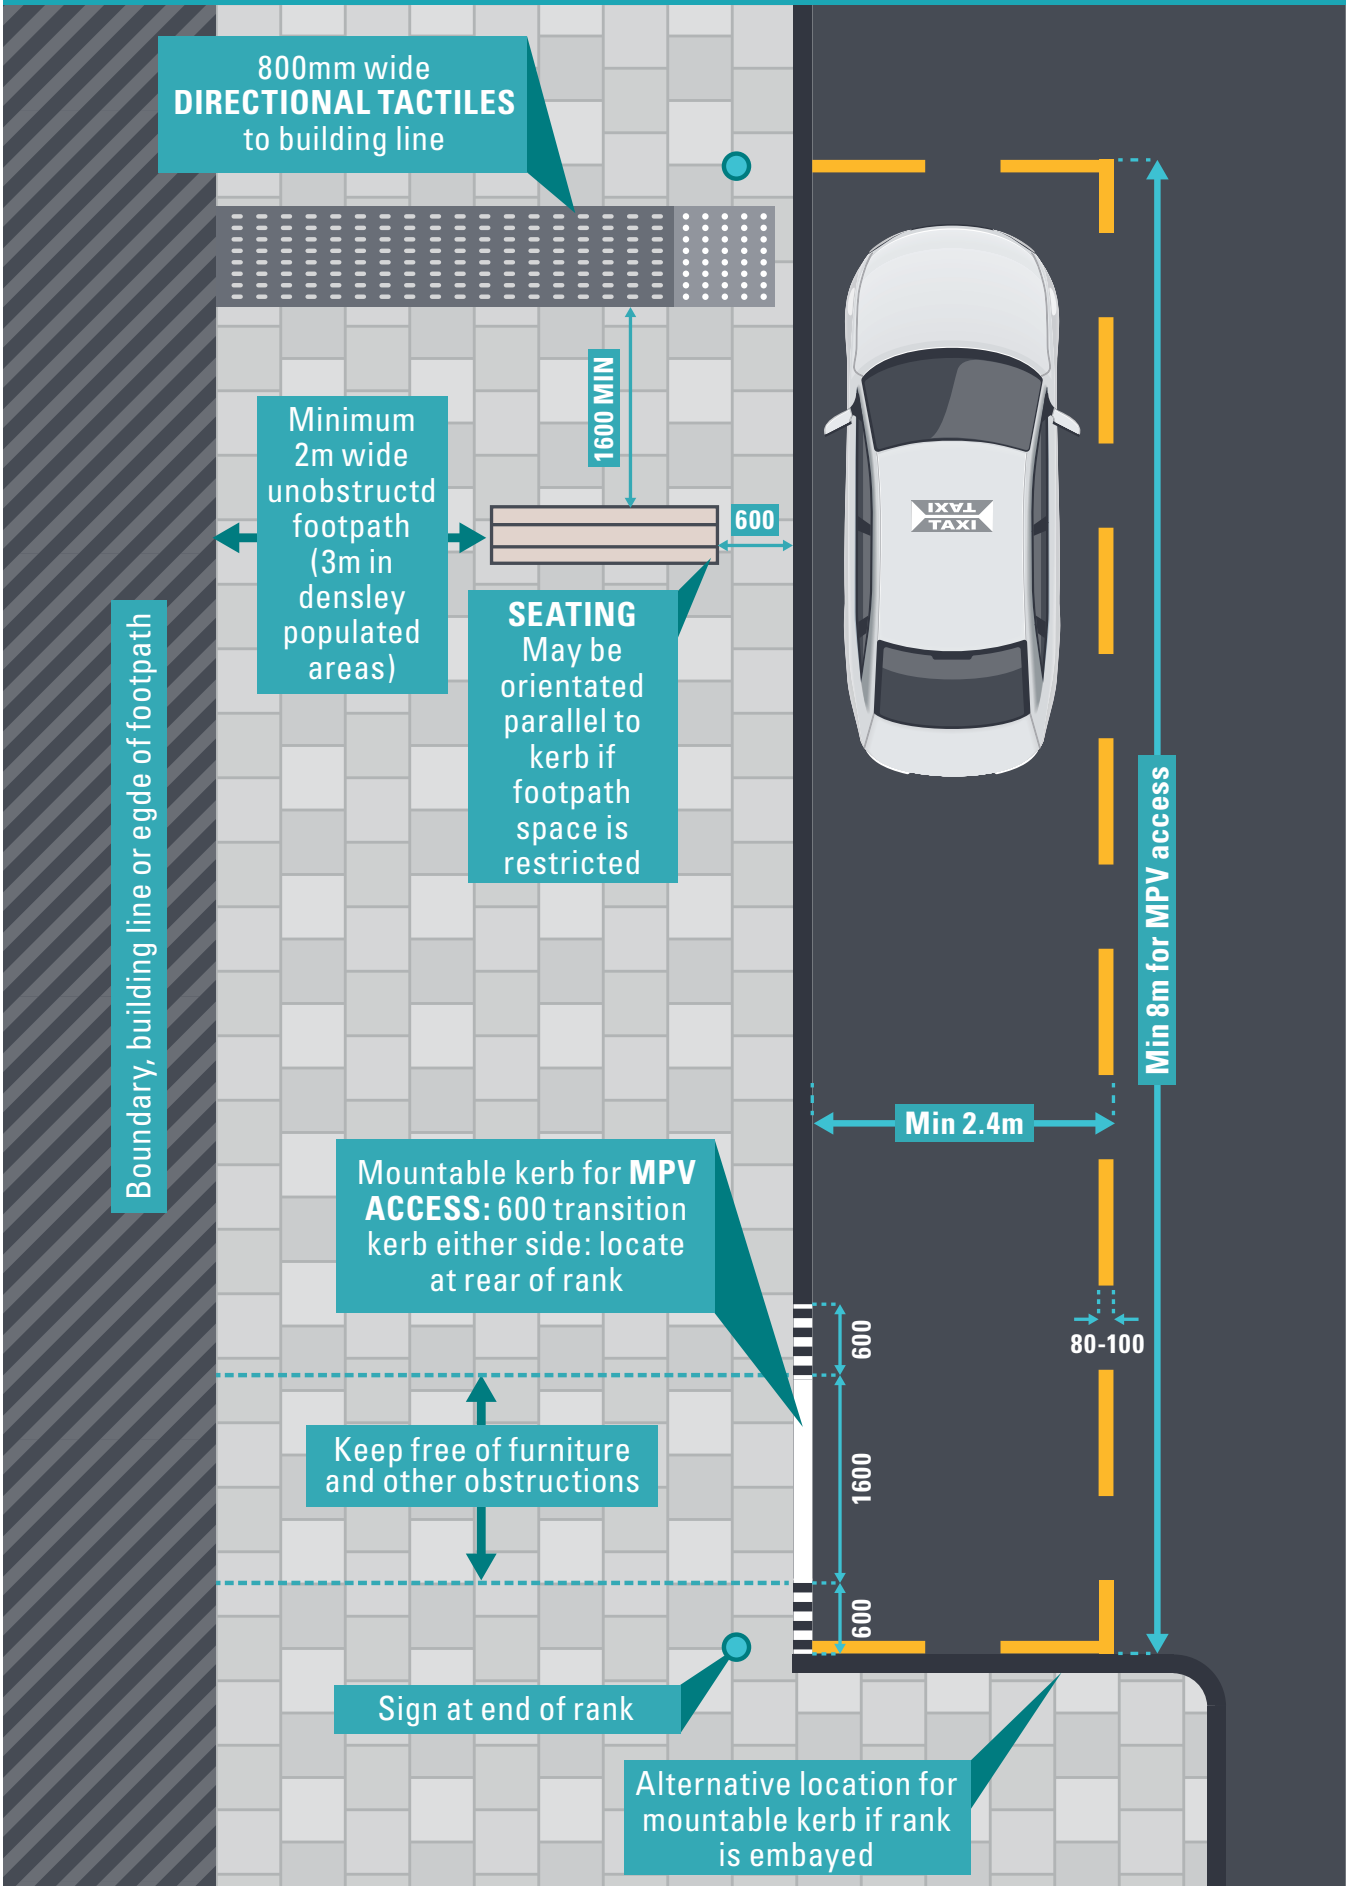 800mm wide
DIRECTIONAL TACTILES
to building line
1600 MIN
Minimum
2m wide
unobstructd
footpath
(3m in
densley
populated
areas)
600
TAXI
TAXI
SEATING
May be
orientated
parallel to
kerb if
footpath
space is
restricted
Boundary, building line or egde of footpath
Min 8m for MPV access
Min 2.4m
Mountable kerb for MPV
ACCESS: 600 transition
kerb either side: locate
at rear of rank
600
80-100
Keep free of furniture
and other obstructions
1600
600
Sign at end of rank
Alternative location for
mountable kerb if rank
is embayed